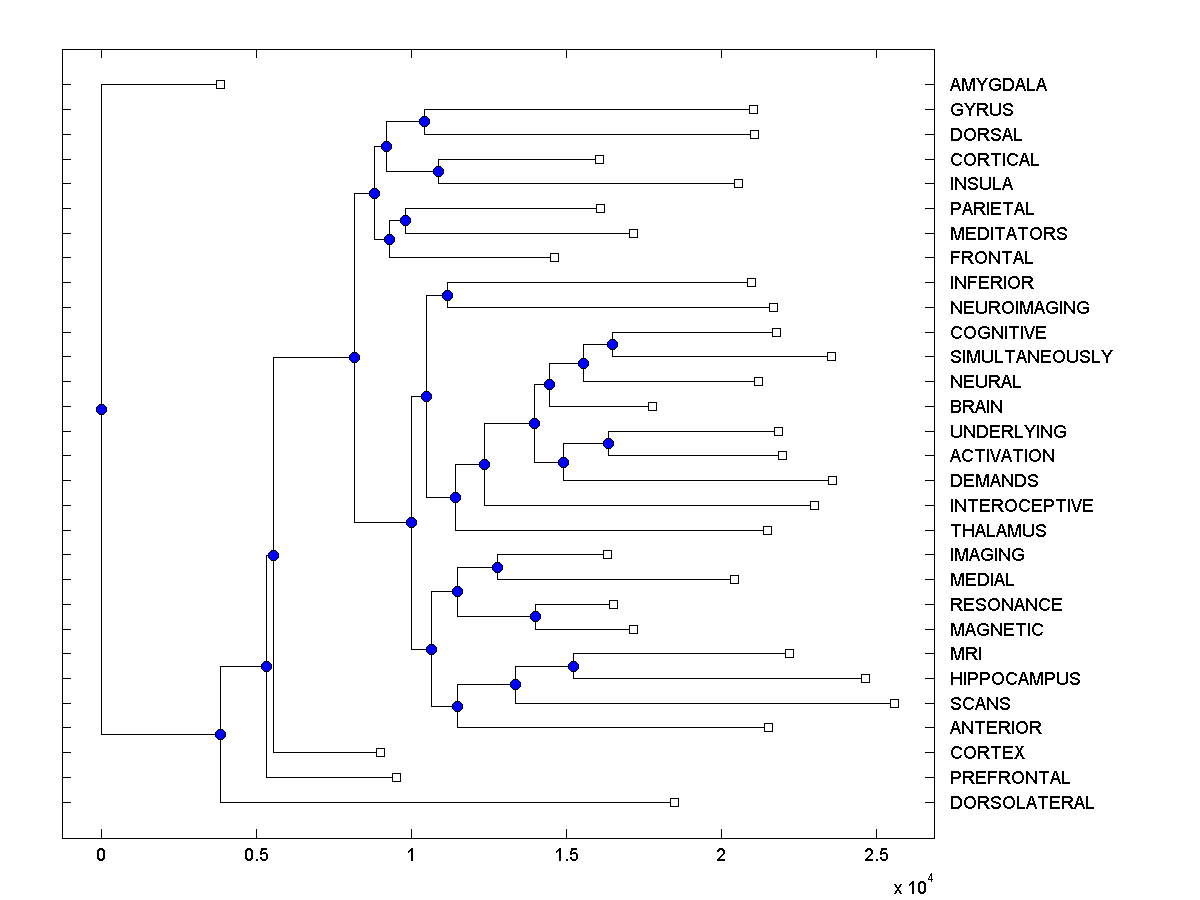 AMYGDALA
GYRUS
DORSAL
CORTICAL
INSULA
PARIETAL
MEDITATORS
FRONTAL
INFERIOR
NEUROIMAGING
COGNITIVE
SIMULTANEOUSLY
NEURAL
BRAIN
UNDERLYING
ACTIVATION
DEMANDS
INTEROCEPTIVE
THALAMUS
IMAGING
MEDIAL
RESONANCE
MAGNETIC
MRI
HIPPOCAMPUS
SCANS
ANTERIOR
CORTEX
PREFRONTAL
DORSOLATERAL
0 0.5 1 1.5 2 2.5
x 10^4